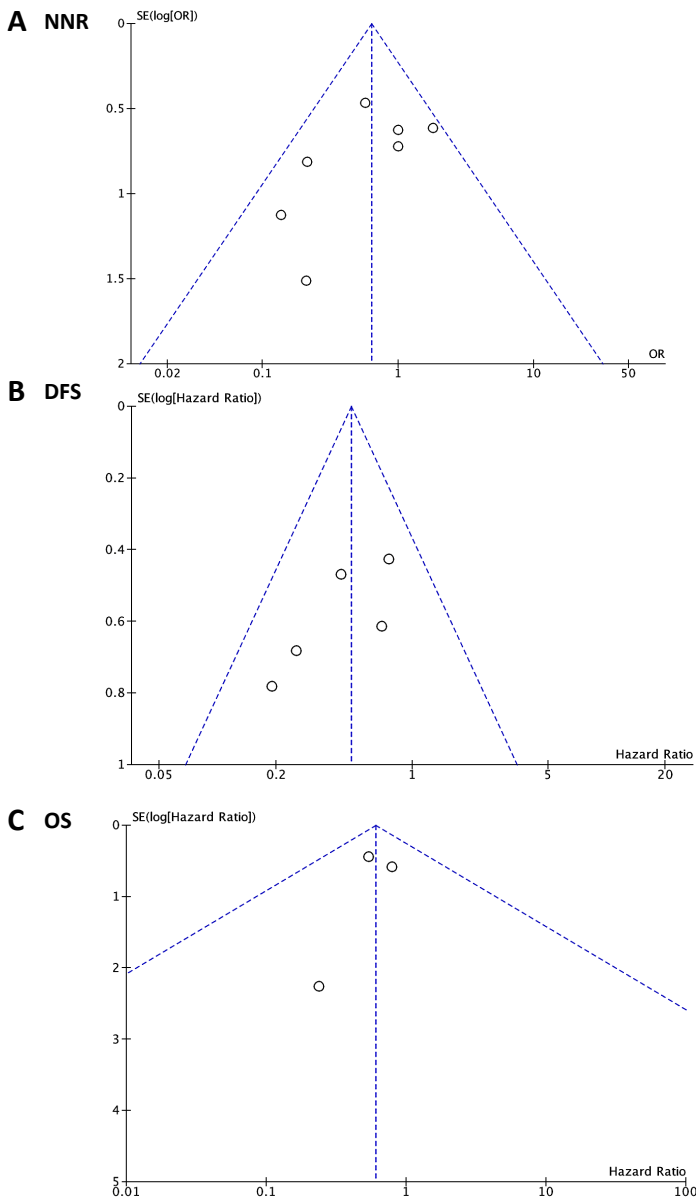 A NNR
SE(log[OR])
0
0.5
1
1.5
2
0.02 0.1 1 10 50
OR
B DFS
SE(log[Hazard Ratio])
0
0.2
0.4
0.6
0.8
1
Hazard Ratio
0.05 0.2 1 5 20
C OS
SE(log[Hazard Ratio])
0
1
2
3
4
5
Hazard Ratio
0.01 0.1 1 10 100